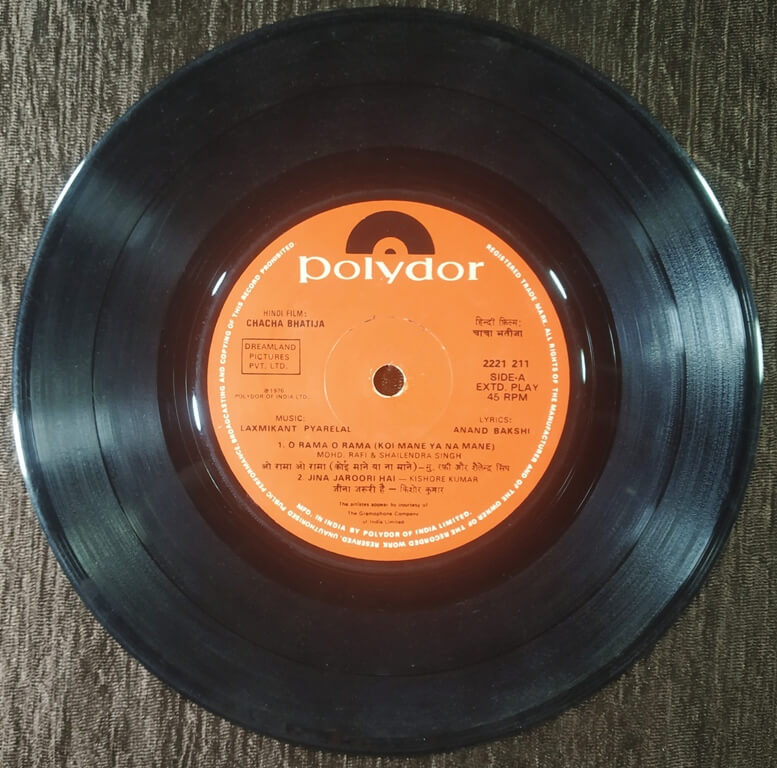 polydor
HINDI FILM:
CHACHA BHATIJA
हिन्दी फ़िल्म:
चाचा भतीजा
DREAMLAND
PICTURES
PVT. LTD.
2221 211
SIDE-A
EXTD. PLAY
45 RPM
℗ 1976
POLYDOR OF INDIA LTD.
MUSIC:
LAXMIKANT PYARELAL
LYRICS:
ANAND BAKSHI
1. O RAMA O RAMA (KOI MANE YA NA MANE)
MOHD. RAFI & SHAILENDRA SINGH
ओ रामा ओ रामा (कोई माने या ना माने)-मु. रफ़ी और शैलेन्द्र सिंघ
2. JINA JAROORI HAI – KISHORE KUMAR
जीना जरूरी है – किशोर कुमार
The artistes appear by courtesy of
The Gramophone Company
of India Limited
MFD. IN INDIA BY POLYDOR OF INDIA LIMITED.
REGISTERED TRADE MARK. ALL RIGHTS OF THE MANUFACTURER AND OF THE OWNER OF THE RECORDED WORK RESERVED. UNAUTHORISED PUBLIC PERFORMANCE BROADCASTING AND COPYING OF THIS RECORD PROHIBITED.